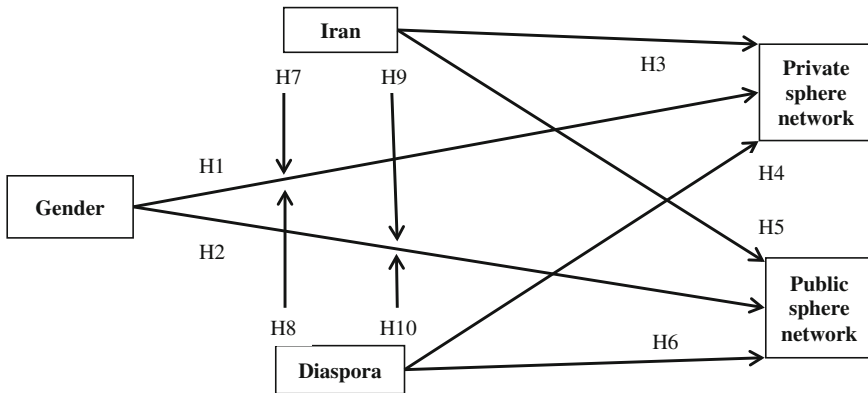 Iran
H3
Private
sphere
network
H7
H9
H1
H4
Gender
H2
H5
Public
sphere
network
H8
H10
H6
Diaspora